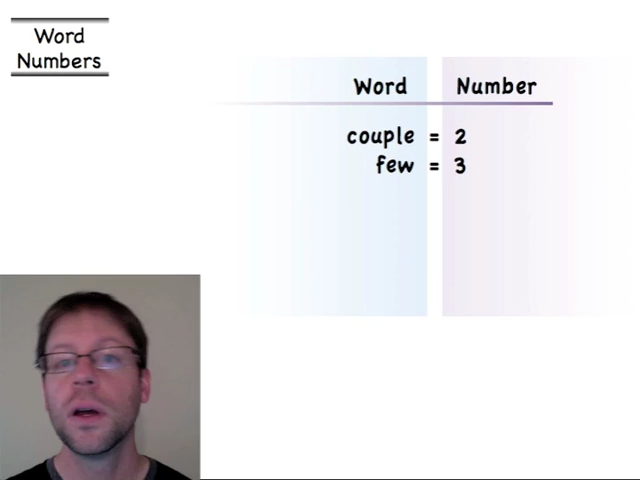 Word
Numbers
Word Number
couple = 2
few = 3